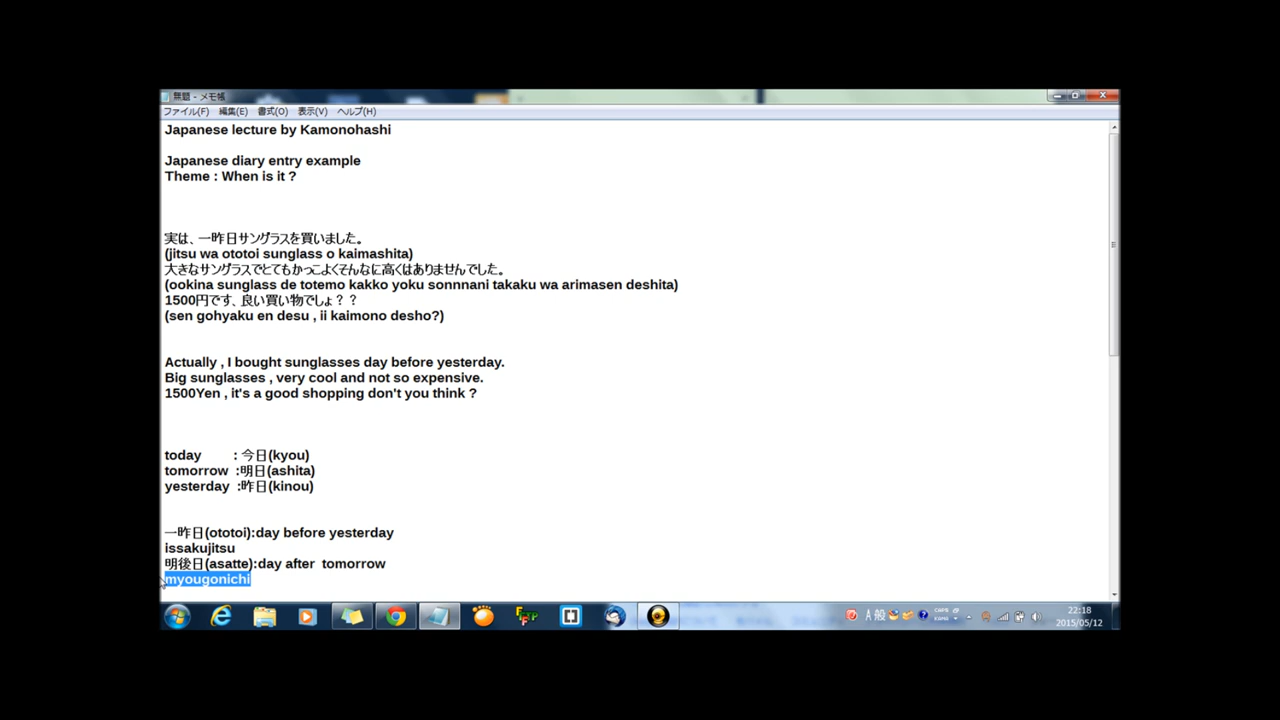 無題 - メモ帳
ファイル(F) 編集(E) 書式(O) 表示(V) ヘルプ(H)
Japanese lecture by Kamonohashi
Japanese diary entry example
Theme : When is it ?
実は、一昨日サングラスを買いました。
(jitsu wa ototoi sunglass o kaimashita)
大きなサングラスでとてもかっこよくそんなに高くはありませんでした。
(ookina sunglass de totemo kakko yoku sonnnani takaku wa arimasen deshita)
1500円です、良い買い物でしょ？？
(sen gohyaku en desu , ii kaimono desho?)
Actually , I bought sunglasses day before yesterday.
Big sunglasses , very cool and not so expensive.
1500Yen , it's a good shopping don't you think ?
today : 今日(kyou)
tomorrow :明日(ashita)
yesterday :昨日(kinou)
一昨日(ototoi):day before yesterday
issakujitsu
明後日(asatte):day after tomorrow
myougonichi
A 般
CAPS
KANA
22:18
2015/05/12